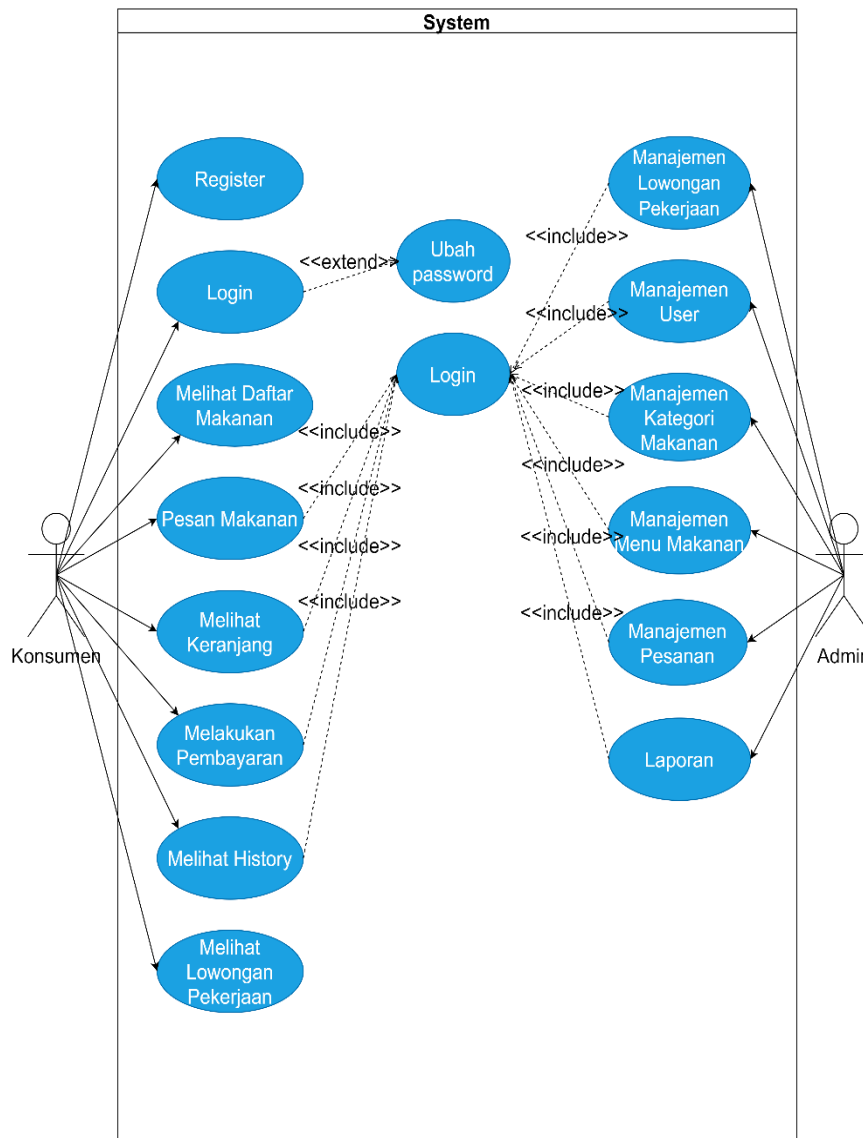 System
Register
Login
Melihat Daftar
Makanan
Pesan Makanan
Melihat
Keranjang
Melakukan
Pembayaran
Melihat History
Melihat
Lowongan
Pekerjaan
Konsumen
<<extend>>
Ubah
password
Login
<<include>>
<<include>>
<<include>>
<<include>>
<<include>>
<<include>>
<<include>>
<<include>>
<<include>>
<<include>>
Manajemen
Lowongan
Pekerjaan
Manajemen
User
Manajemen
Kategori
Makanan
Manajemen
Menu Makanan
Manajemen
Pesanan
Laporan
Admin